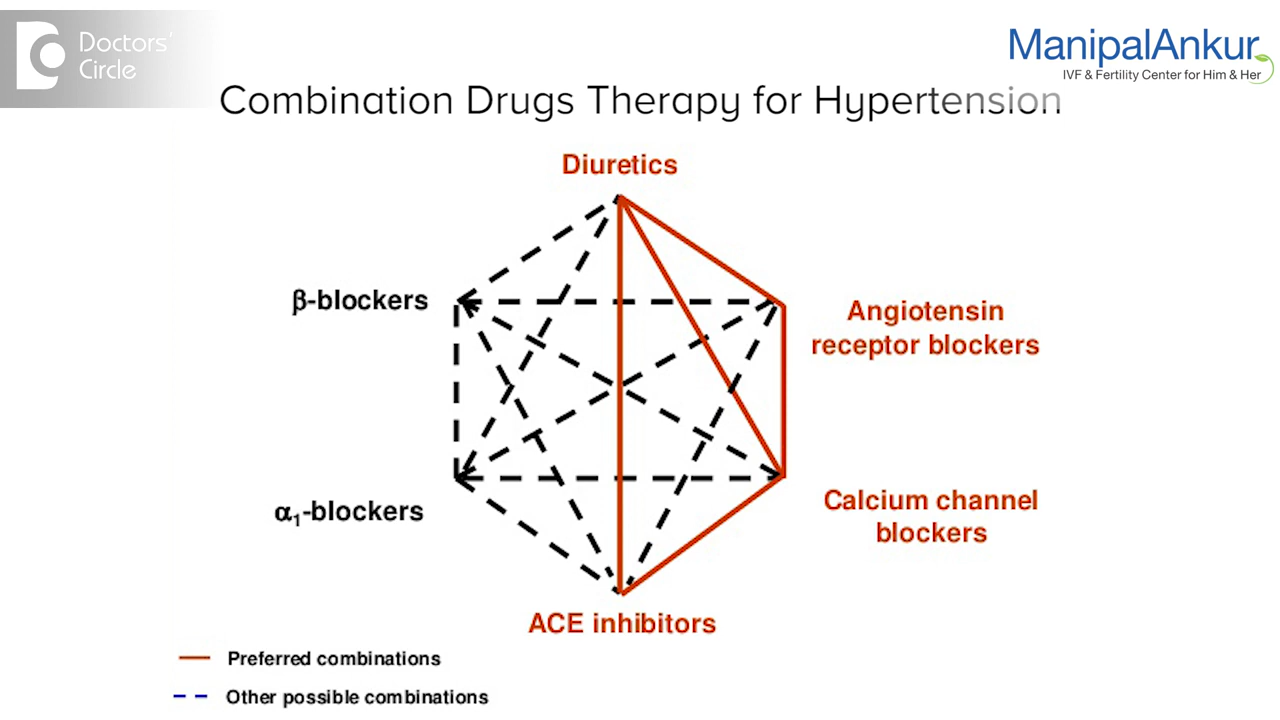 Doctors'
Circle
ManipalAnkur
IVF & Fertility Center for Him & Her
Combination Drugs Therapy for Hypertension
Diuretics
β-blockers
Angiotensin
receptor blockers
α₁-blockers
Calcium channel
blockers
ACE inhibitors
Preferred combinations
Other possible combinations